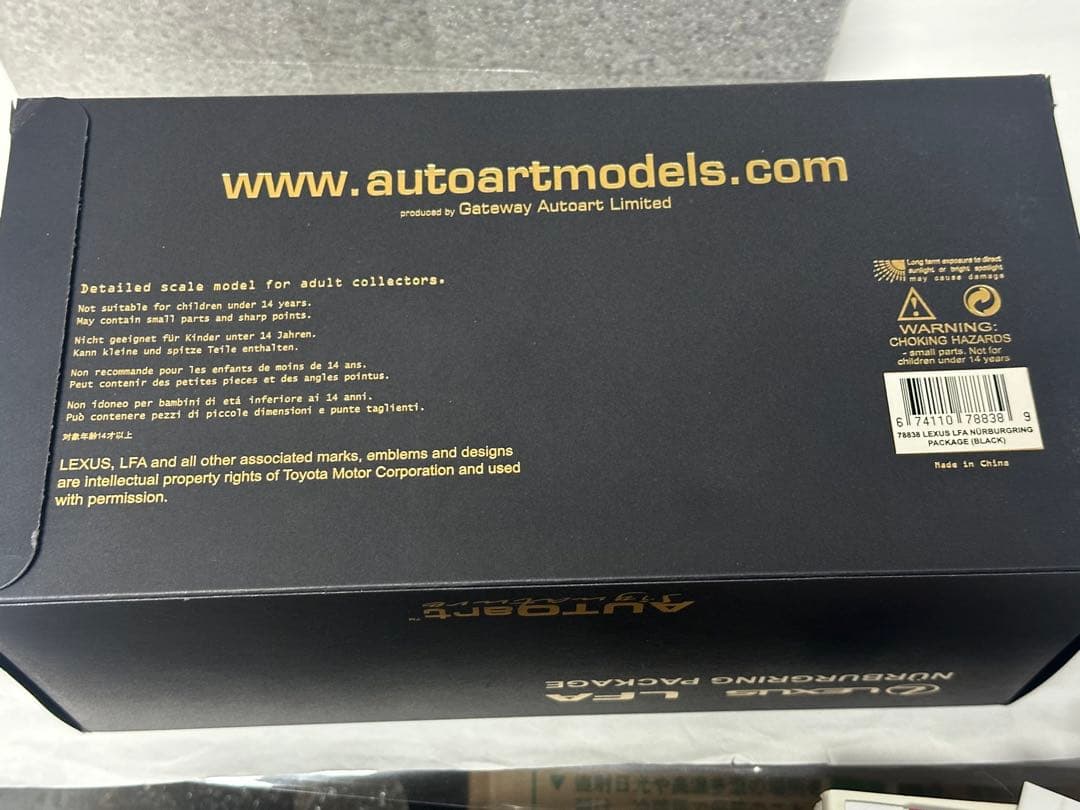 www.autoartmodels.com
produced by Gateway Autoart Limited
Detailed scale model for adult collectors.
Not suitable for children under 14 years.
May contain small parts and sharp points.
Nicht geeignet für Kinder unter 14 Jahren.
Kann kleine und spitze Teile enthalten.
Non recommande pour les enfants de moins de 14 ans.
Peut contenir des petites pieces et des angles pointus.
Non idoneo per bambini di etá inferiore ai 14 anni.
Può contenere pezzi di piccole dimensioni e punte taglienti.
对象年龄14才以上
LEXUS, LFA and all other associated marks, emblems and designs
are intellectual property rights of Toyota Motor Corporation and used
with permission.
Long term exposure to direct
sunlight or bright spotlight
may cause damage
WARNING:
CHOKING HAZARDS
- small parts. Not for
children under 14 years
6 74110 78838 9
78838 LEXUS LFA NÜRBURGRING
PACKAGE (BLACK)
Made in China
AUTOart™
Signature
LEXUS LFA
NÜRBURGRING PACKAGE